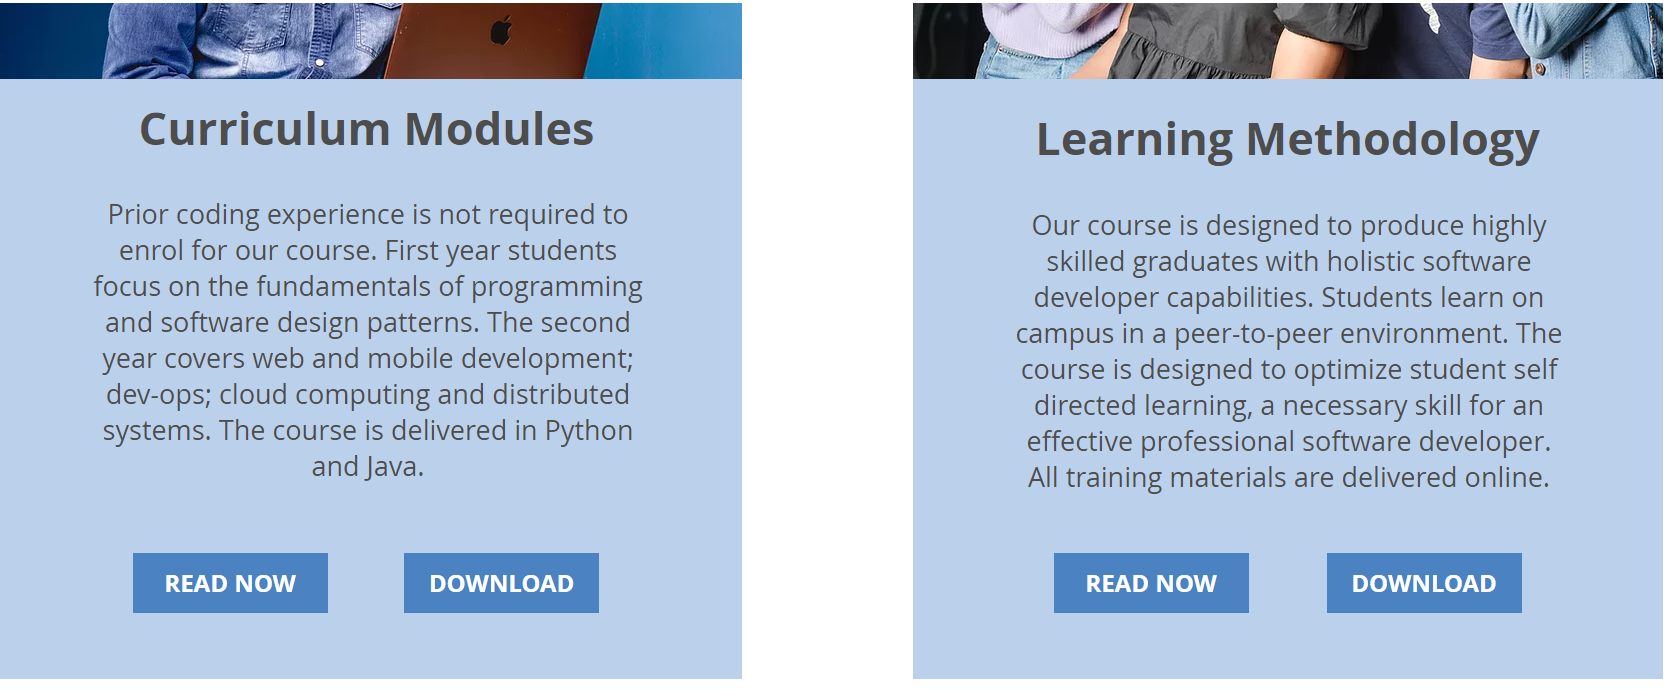 Curriculum Modules
Prior coding experience is not required to
enrol for our course. First year students
focus on the fundamentals of programming
and software design patterns. The second
year covers web and mobile development;
dev-ops; cloud computing and distributed
systems. The course is delivered in Python
and Java.
READ NOW
DOWNLOAD
Learning Methodology
Our course is designed to produce highly
skilled graduates with holistic software
developer capabilities. Students learn on
campus in a peer-to-peer environment. The
course is designed to optimize student self
directed learning, a necessary skill for an
effective professional software developer.
All training materials are delivered online.
READ NOW
DOWNLOAD